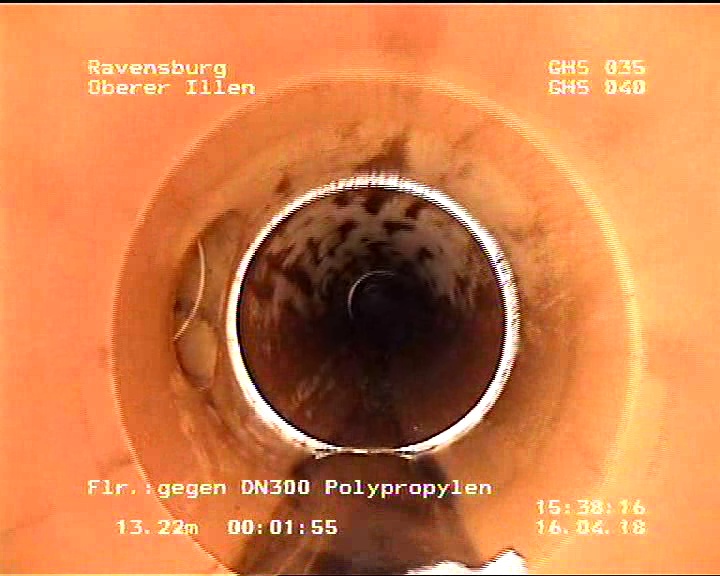 Ravensburg
GHS 035
Oberer Illen
GHS 040
Flr.:gegen DN300 Polypropylen
15:38:16
13.22m 00:01:55
16.04.18